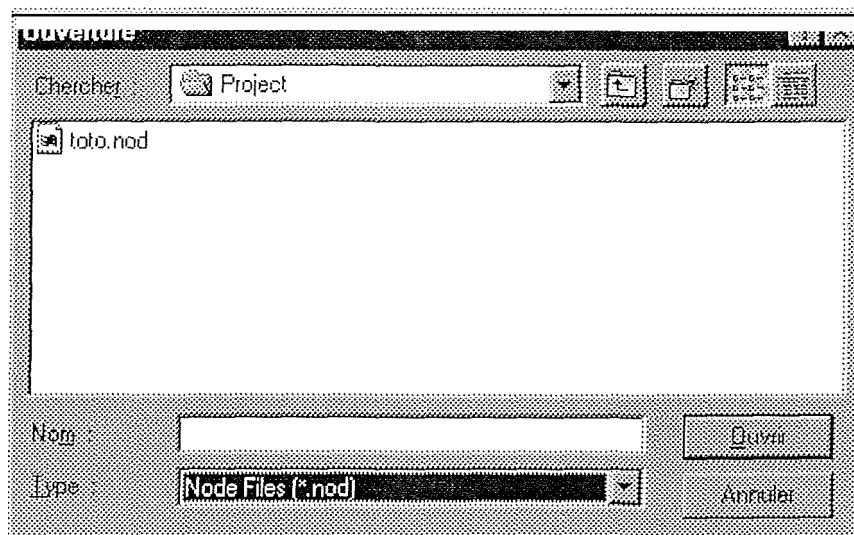 Ouverture
Chercher : Project
toto.nod
Nom : Ouvrir
Type : Node Files (*.nod) Annuler